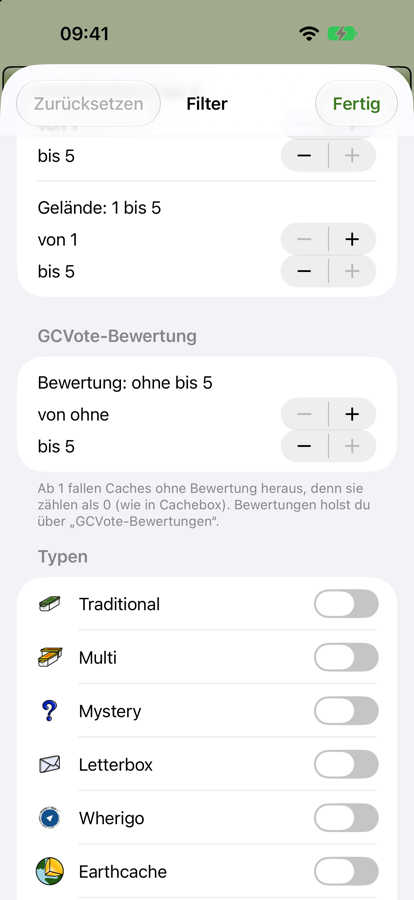 09:41
Zurücksetzen
Filter
Fertig
von 1
bis 5
Gelände: 1 bis 5
von 1
bis 5
GCVote-Bewertung
Bewertung: ohne bis 5
von ohne
bis 5
Ab 1 fallen Caches ohne Bewertung heraus, denn sie
zählen als 0 (wie in Cachebox). Bewertungen holst du
über „GCVote-Bewertungen“.
Typen
Traditional
Multi
Mystery
Letterbox
Wherigo
Earthcache